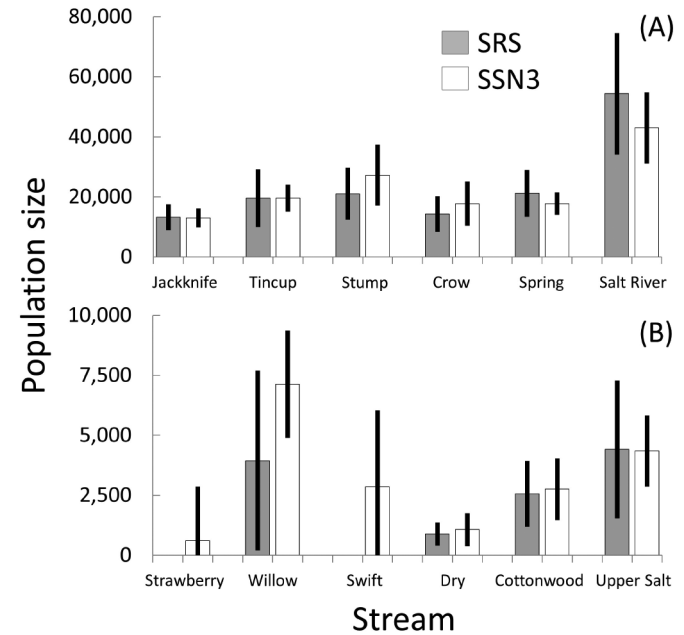 80,000
(A)
SRS
60,000
SSN3
40,000
20,000
0
Jackknife Tincup Stump Crow Spring Salt River
Population size
10,000
(B)
7,500
5,000
2,500
0
Strawberry Willow Swift Dry Cottonwood Upper Salt
Stream